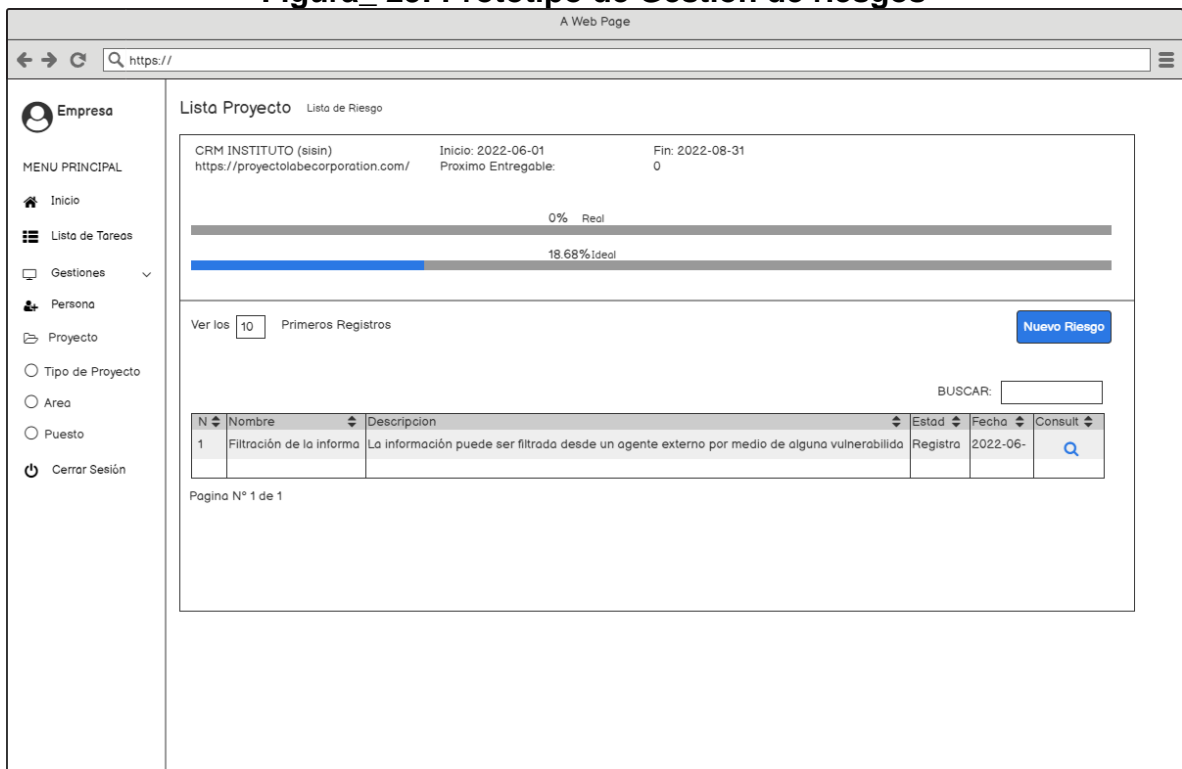 Figura_ 25. Prototipo de Gestión de riesgos
A Web Page
https://
Empresa
MENU PRINCIPAL
Inicio
Lista de Tareas
Gestiones
Persona
Proyecto
Tipo de Proyecto
Area
Puesto
Cerrar Sesión
Lista Proyecto Lista de Riesgo
CRM INSTITUTO (sisin) Inicio: 2022-06-01 Fin: 2022-08-31
https://proyectolabecorporation.com/ Proximo Entregable: 0
0% Real
18.68% Ideal
Ver los 10 Primeros Registros Nuevo Riesgo
BUSCAR:
N Nombre Descripcion Estad Fecha Consult
1 Filtración de la informa La información puede ser filtrada desde un agente externo por medio de alguna vulnerabilida Registra 2022-06-
Pagina N° 1 de 1